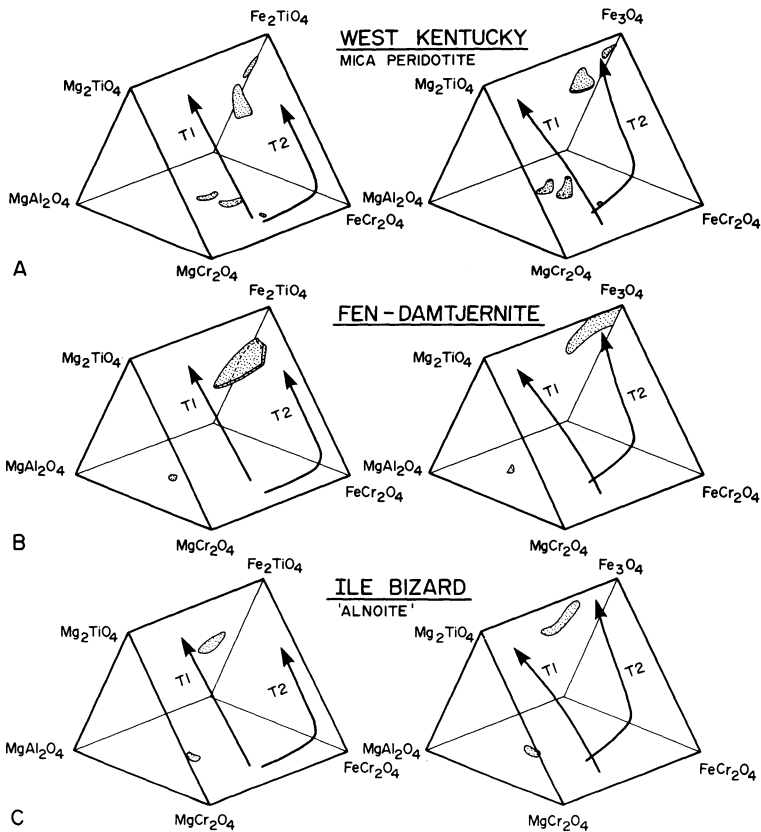 Fe2TiO4
WEST KENTUCKY
MICA PERIDOTITE
Fe3O4
Mg2TiO4
T1
T2
MgAl2O4
FeCr2O4
MgCr2O4
Mg2TiO4
T1
T2
MgAl2O4
FeCr2O4
MgCr2O4
A
Fe2TiO4
FEN-DAMTJERNITE
Fe3O4
Mg2TiO4
T1
T2
MgAl2O4
FeCr2O4
MgCr2O4
Mg2TiO4
T1
T2
MgAl2O4
FeCr2O4
MgCr2O4
B
Fe2TiO4
ILE BIZARD
'ALNOITE'
Fe3O4
Mg2TiO4
T1
T2
MgAl2O4
FeCr2O4
MgCr2O4
Mg2TiO4
T1
T2
MgAl2O4
FeCr2O4
MgCr2O4
C